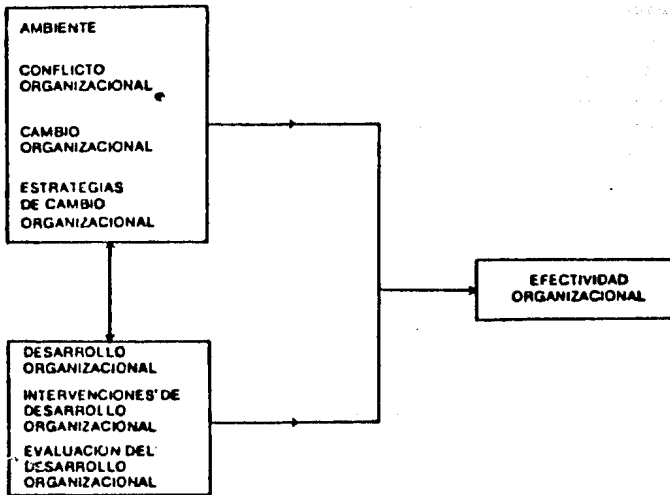 AMBIENTE
CONFLICTO
ORGANIZACIONAL
CAMBIO
ORGANIZACIONAL
ESTRATEGIAS
DE CAMBIO
ORGANIZACIONAL
EFECTIVIDAD
ORGANIZACIONAL
DESARROLLO
ORGANIZACIONAL
INTERVENCIONES DE
DESARROLLO
ORGANIZACIONAL
EVALUACION DEL
DESARROLLO
ORGANIZACIONAL